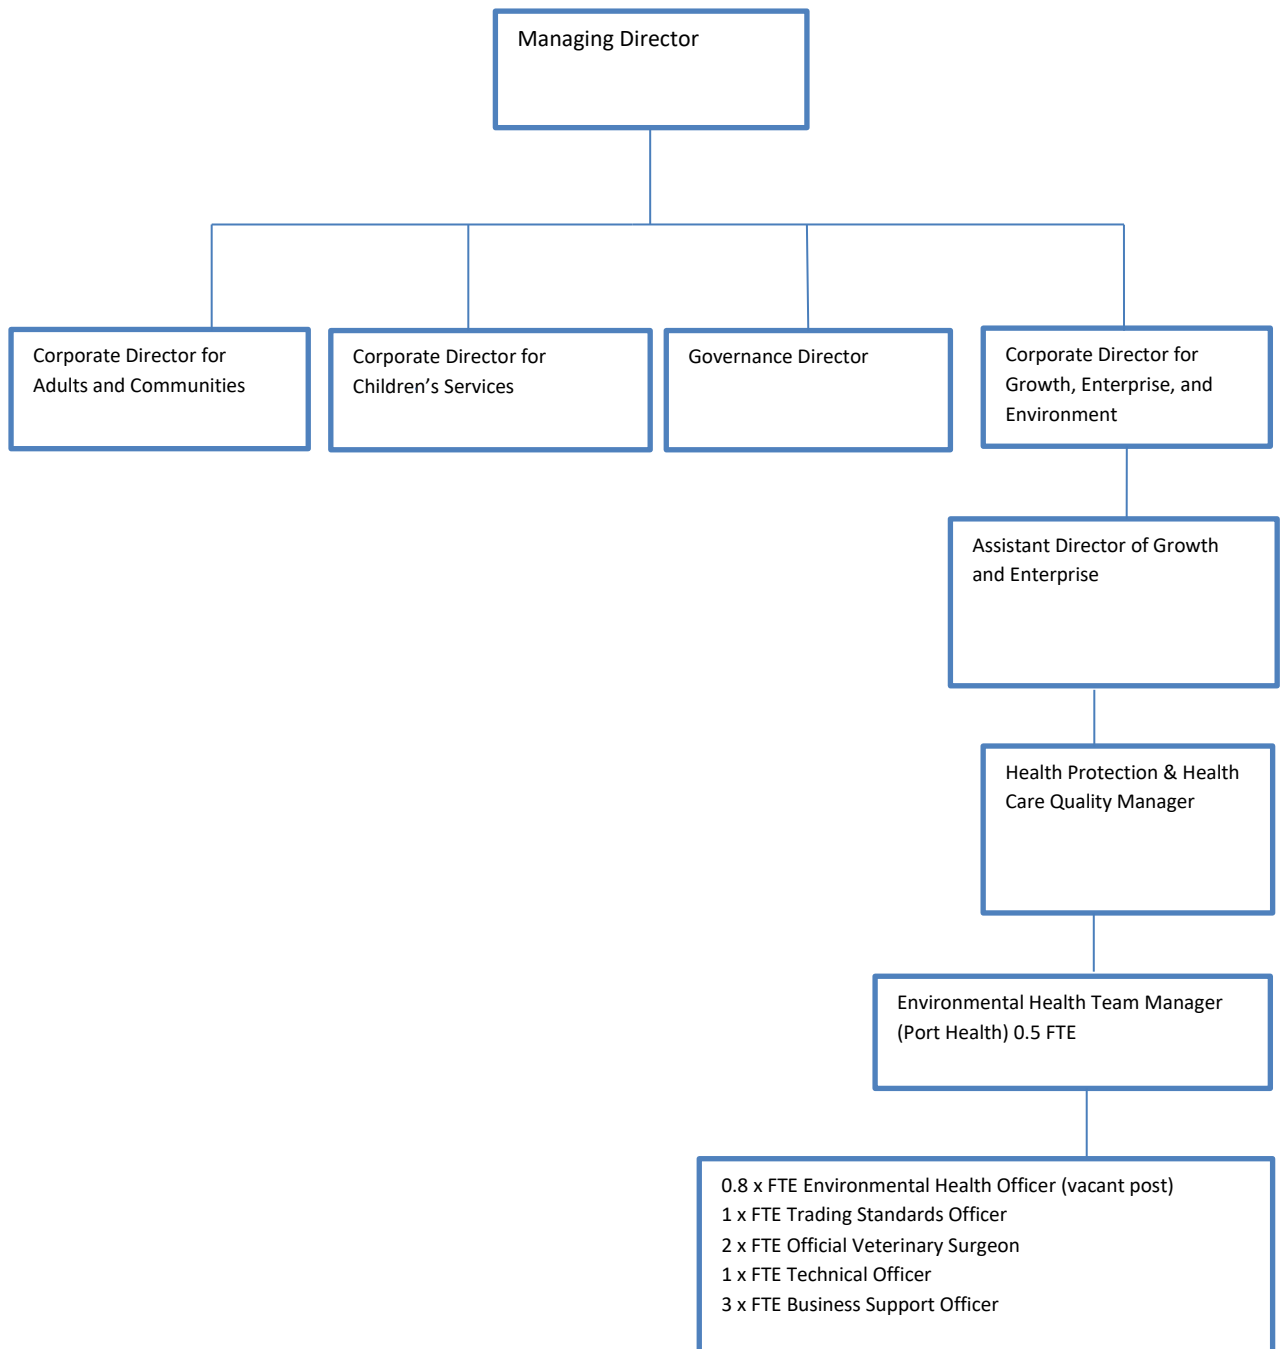 Managing Director
Corporate Director for
Adults and Communities
Corporate Director for
Children’s Services
Governance Director
Corporate Director for
Growth, Enterprise, and
Environment
Assistant Director of Growth
and Enterprise
Health Protection & Health
Care Quality Manager
Environmental Health Team Manager
(Port Health) 0.5 FTE
0.8 x FTE Environmental Health Officer (vacant post)
1 x FTE Trading Standards Officer
2 x FTE Official Veterinary Surgeon
1 x FTE Technical Officer
3 x FTE Business Support Officer